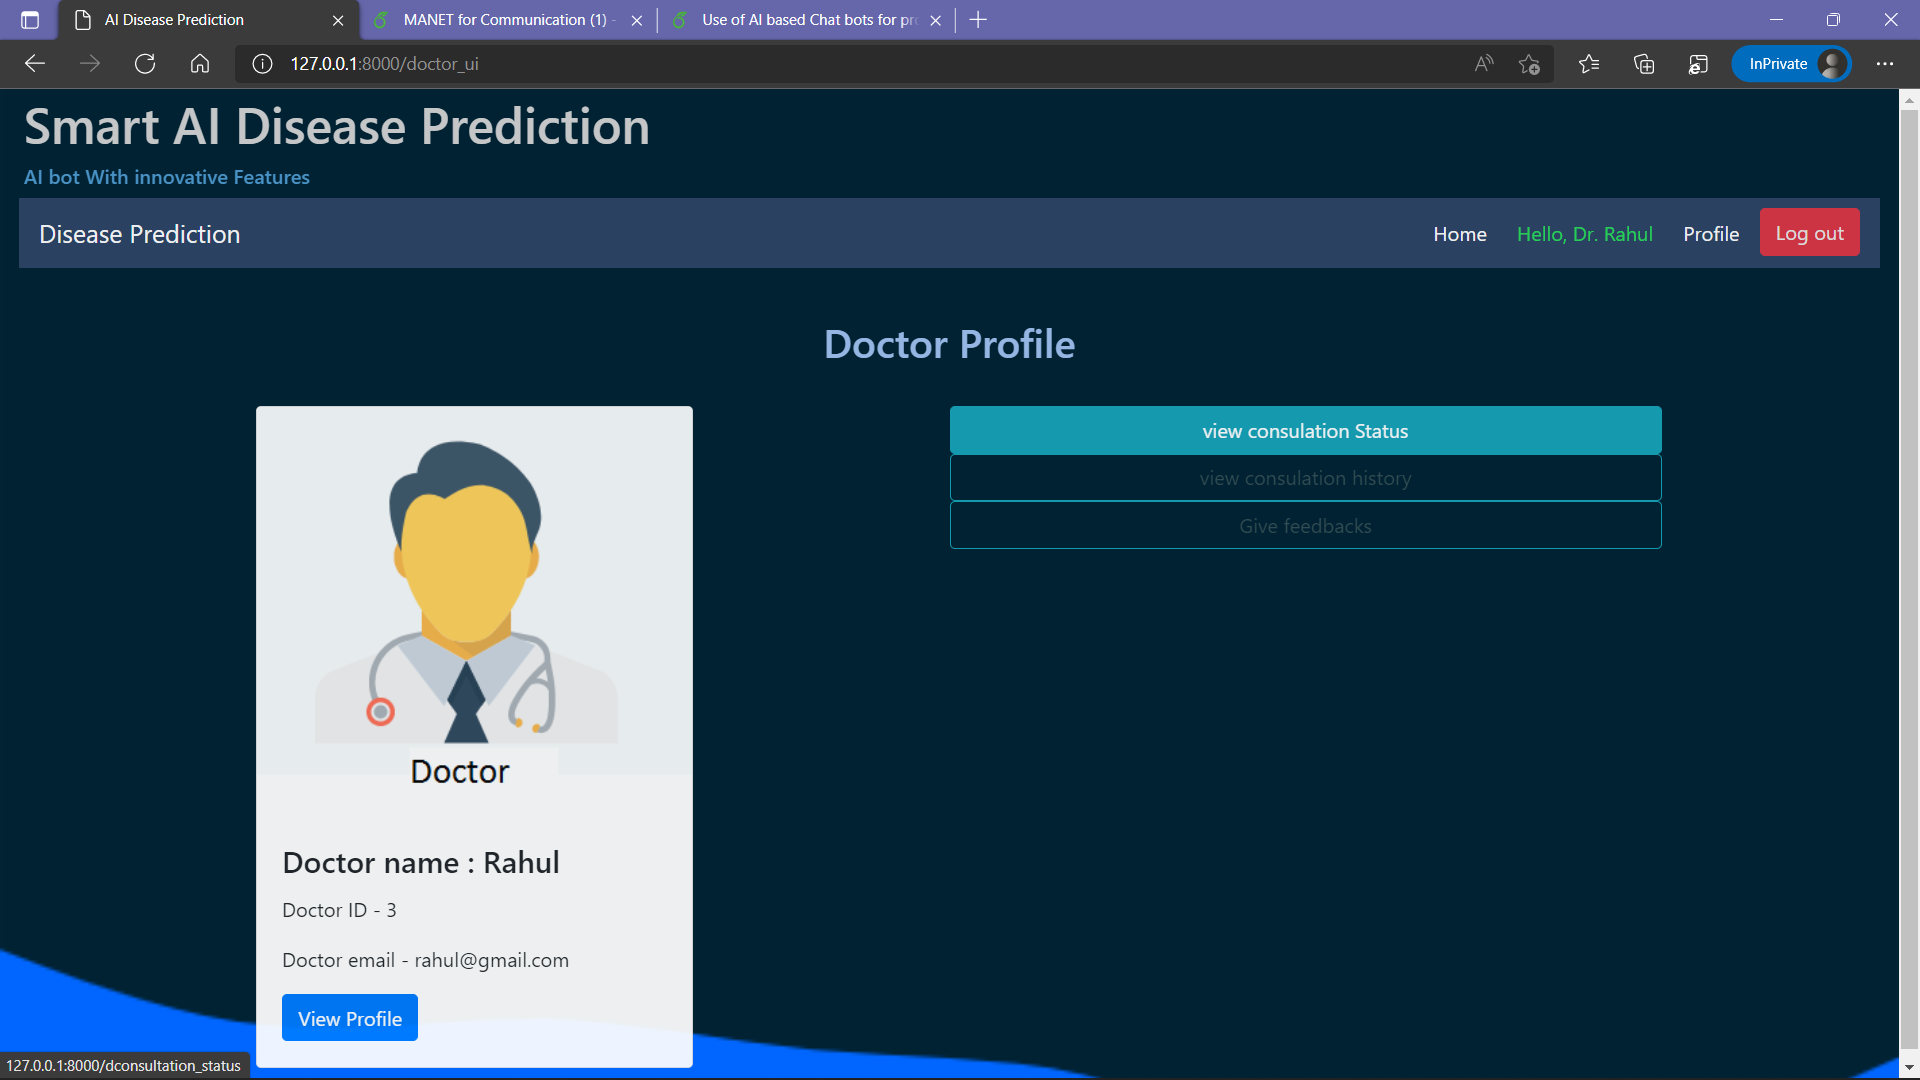 AI Disease Prediction
MANET for Communication (1) -
Use of AI based Chat bots for pr
127.0.0.1:8000/doctor_ui
InPrivate
Smart AI Disease Prediction
AI bot With innovative Features
Disease Prediction
Home
Hello, Dr. Rahul
Profile
Log out
Doctor Profile
Doctor
Doctor name : Rahul
Doctor ID - 3
Doctor email - rahul@gmail.com
View Profile
view consulation Status
view consulation history
Give feedbacks
127.0.0.1:8000/dconsultation_status